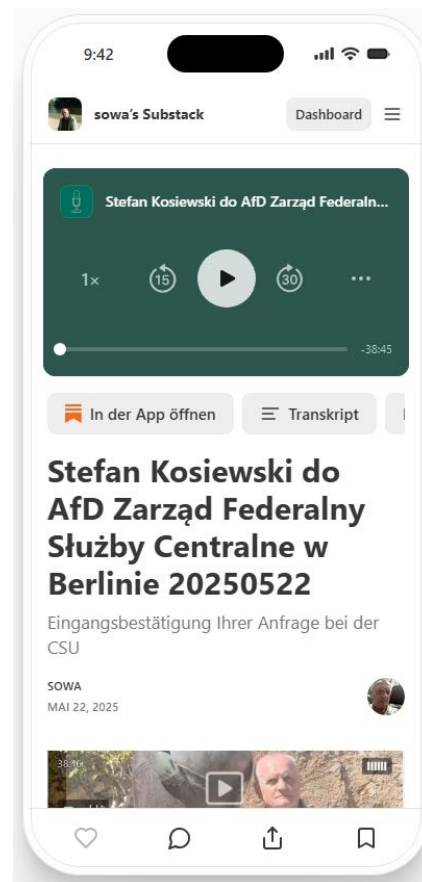 9:42
sowa's Substack
Dashboard
Stefan Kosiewski do AfD Zarząd Federaln...
1×
15
30
-38:45
In der App öffnen
Transkript
Stefan Kosiewski do
AfD Zarząd Federalny
Służby Centralne w
Berlinie 20250522
Eingangsbestätigung Ihrer Anfrage bei der
CSU
SOWA
MAI 22, 2025